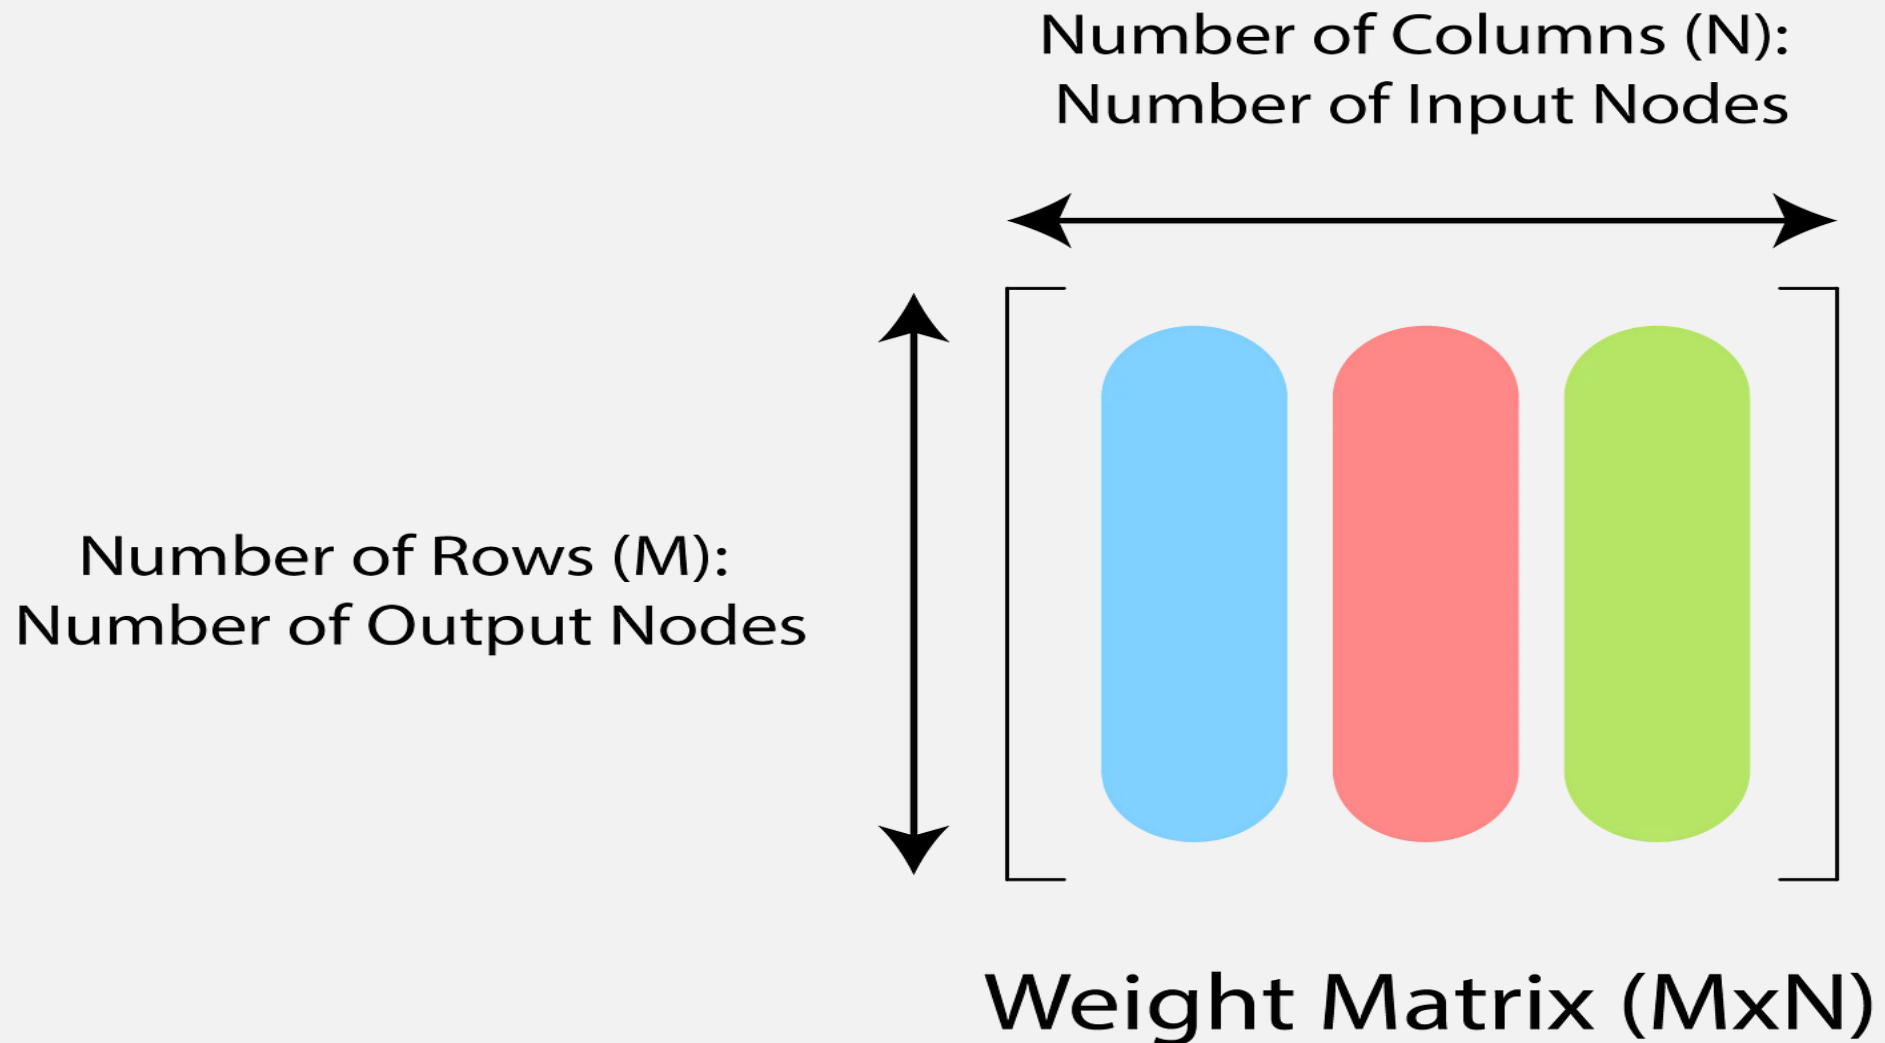 Number of Columns (N):
Number of Input Nodes
Number of Rows (M):
Number of Output Nodes
Weight Matrix (MxN)